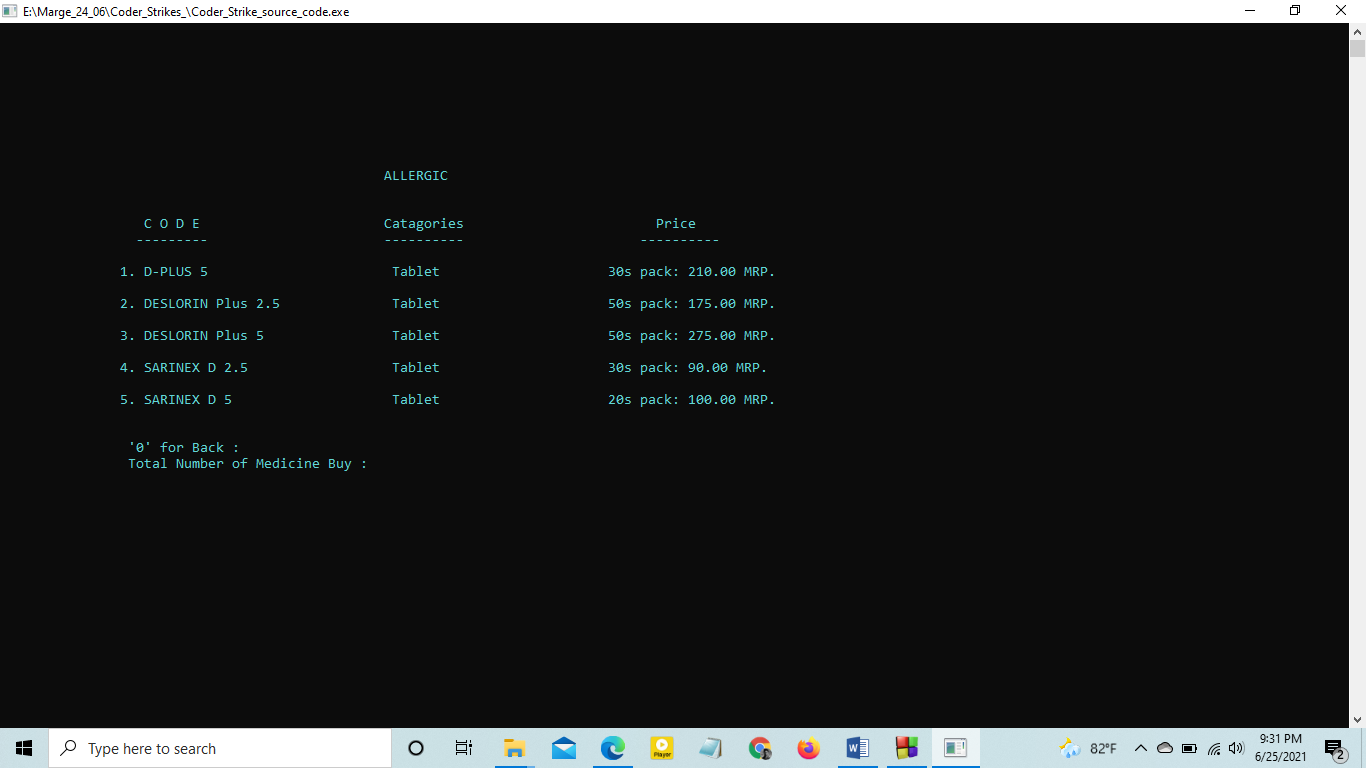 E:\Marge_24_06\Coder_Strikes_\Coder_Strike_source_code.exe
ALLERGIC
C O D E Catagories Price
--------- ---------- ----------
1. D-PLUS 5 Tablet 30s pack: 210.00 MRP.
2. DESLORIN Plus 2.5 Tablet 50s pack: 175.00 MRP.
3. DESLORIN Plus 5 Tablet 50s pack: 275.00 MRP.
4. SARINEX D 2.5 Tablet 30s pack: 90.00 MRP.
5. SARINEX D 5 Tablet 20s pack: 100.00 MRP.
'0' for Back :
Total Number of Medicine Buy :
Type here to search Player 82°F 9:31 PM
6/25/2021 2